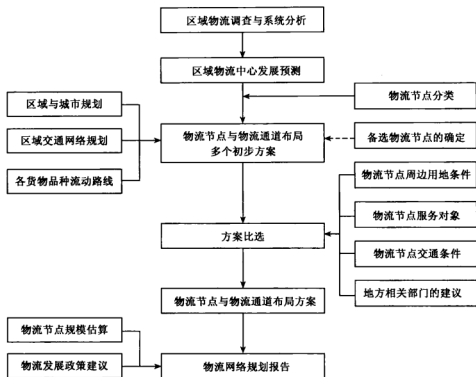 区域物流调查与系统分析
区域物流中心发展预测
物流节点分类
区域与城市规划
区域交通网络规划
各货物品种流动路线
物流节点与物流通道布局
多个初步方案
备选物流节点的确定
物流节点周边用地条件
物流节点服务对象
方案比选
物流节点交通条件
地方相关部门的建议
物流节点与物流通道布局方案
物流节点规模估算
物流发展政策建议
物流网络规划报告